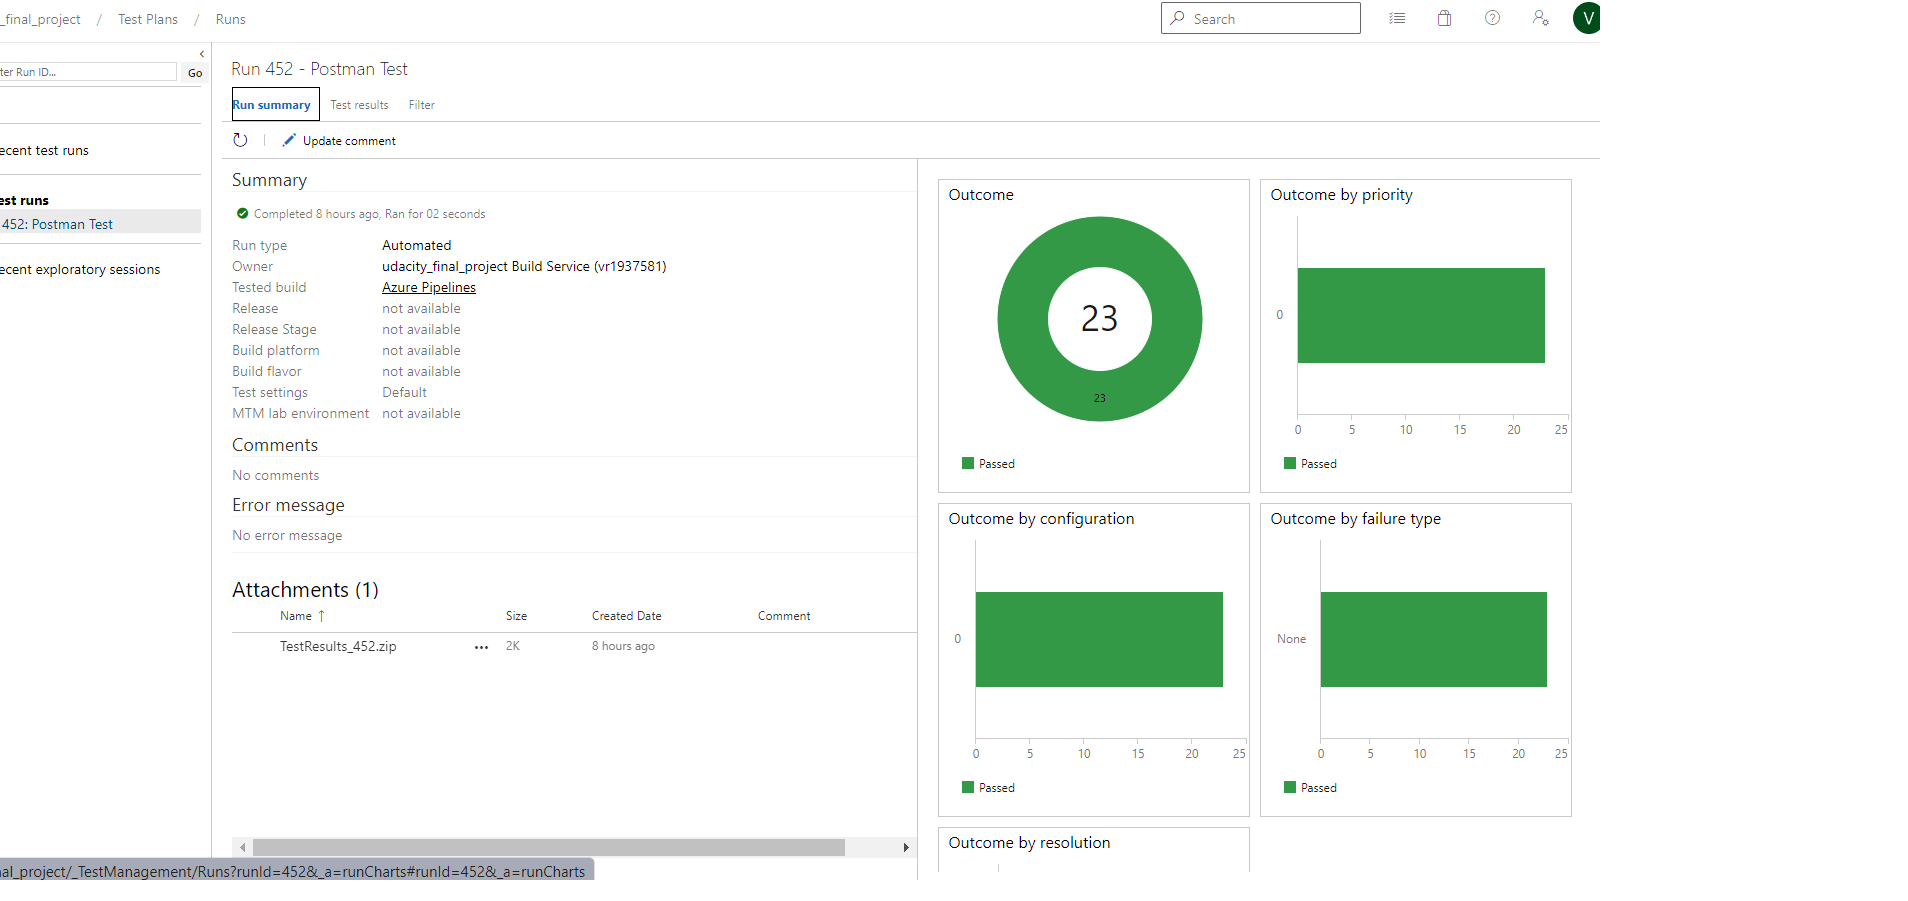 _final_project / Test Plans / Runs
Search
V
ter Run ID...
Go
ecent test runs
est runs
452: Postman Test
ecent exploratory sessions
Run 452 - Postman Test
Run summary
Test results
Filter
Update comment
Summary
Completed 8 hours ago, Ran for 02 seconds
Run type Automated
Owner udacity_final_project Build Service (vr1937581)
Tested build Azure Pipelines
Release not available
Release Stage not available
Build platform not available
Build flavor not available
Test settings Default
MTM lab environment not available
Comments
No comments
Error message
No error message
Attachments (1)
Name ↑ Size Created Date Comment
TestResults_452.zip ... 2K 8 hours ago
Outcome
23
23
Passed
Outcome by priority
0
0 5 10 15 20 25
Passed
Outcome by configuration
0
0 5 10 15 20 25
Passed
Outcome by failure type
None
0 5 10 15 20 25
Passed
Outcome by resolution
nal_project/_TestManagement/Runs?runId=452&_a=runCharts#runId=452&_a=runCharts